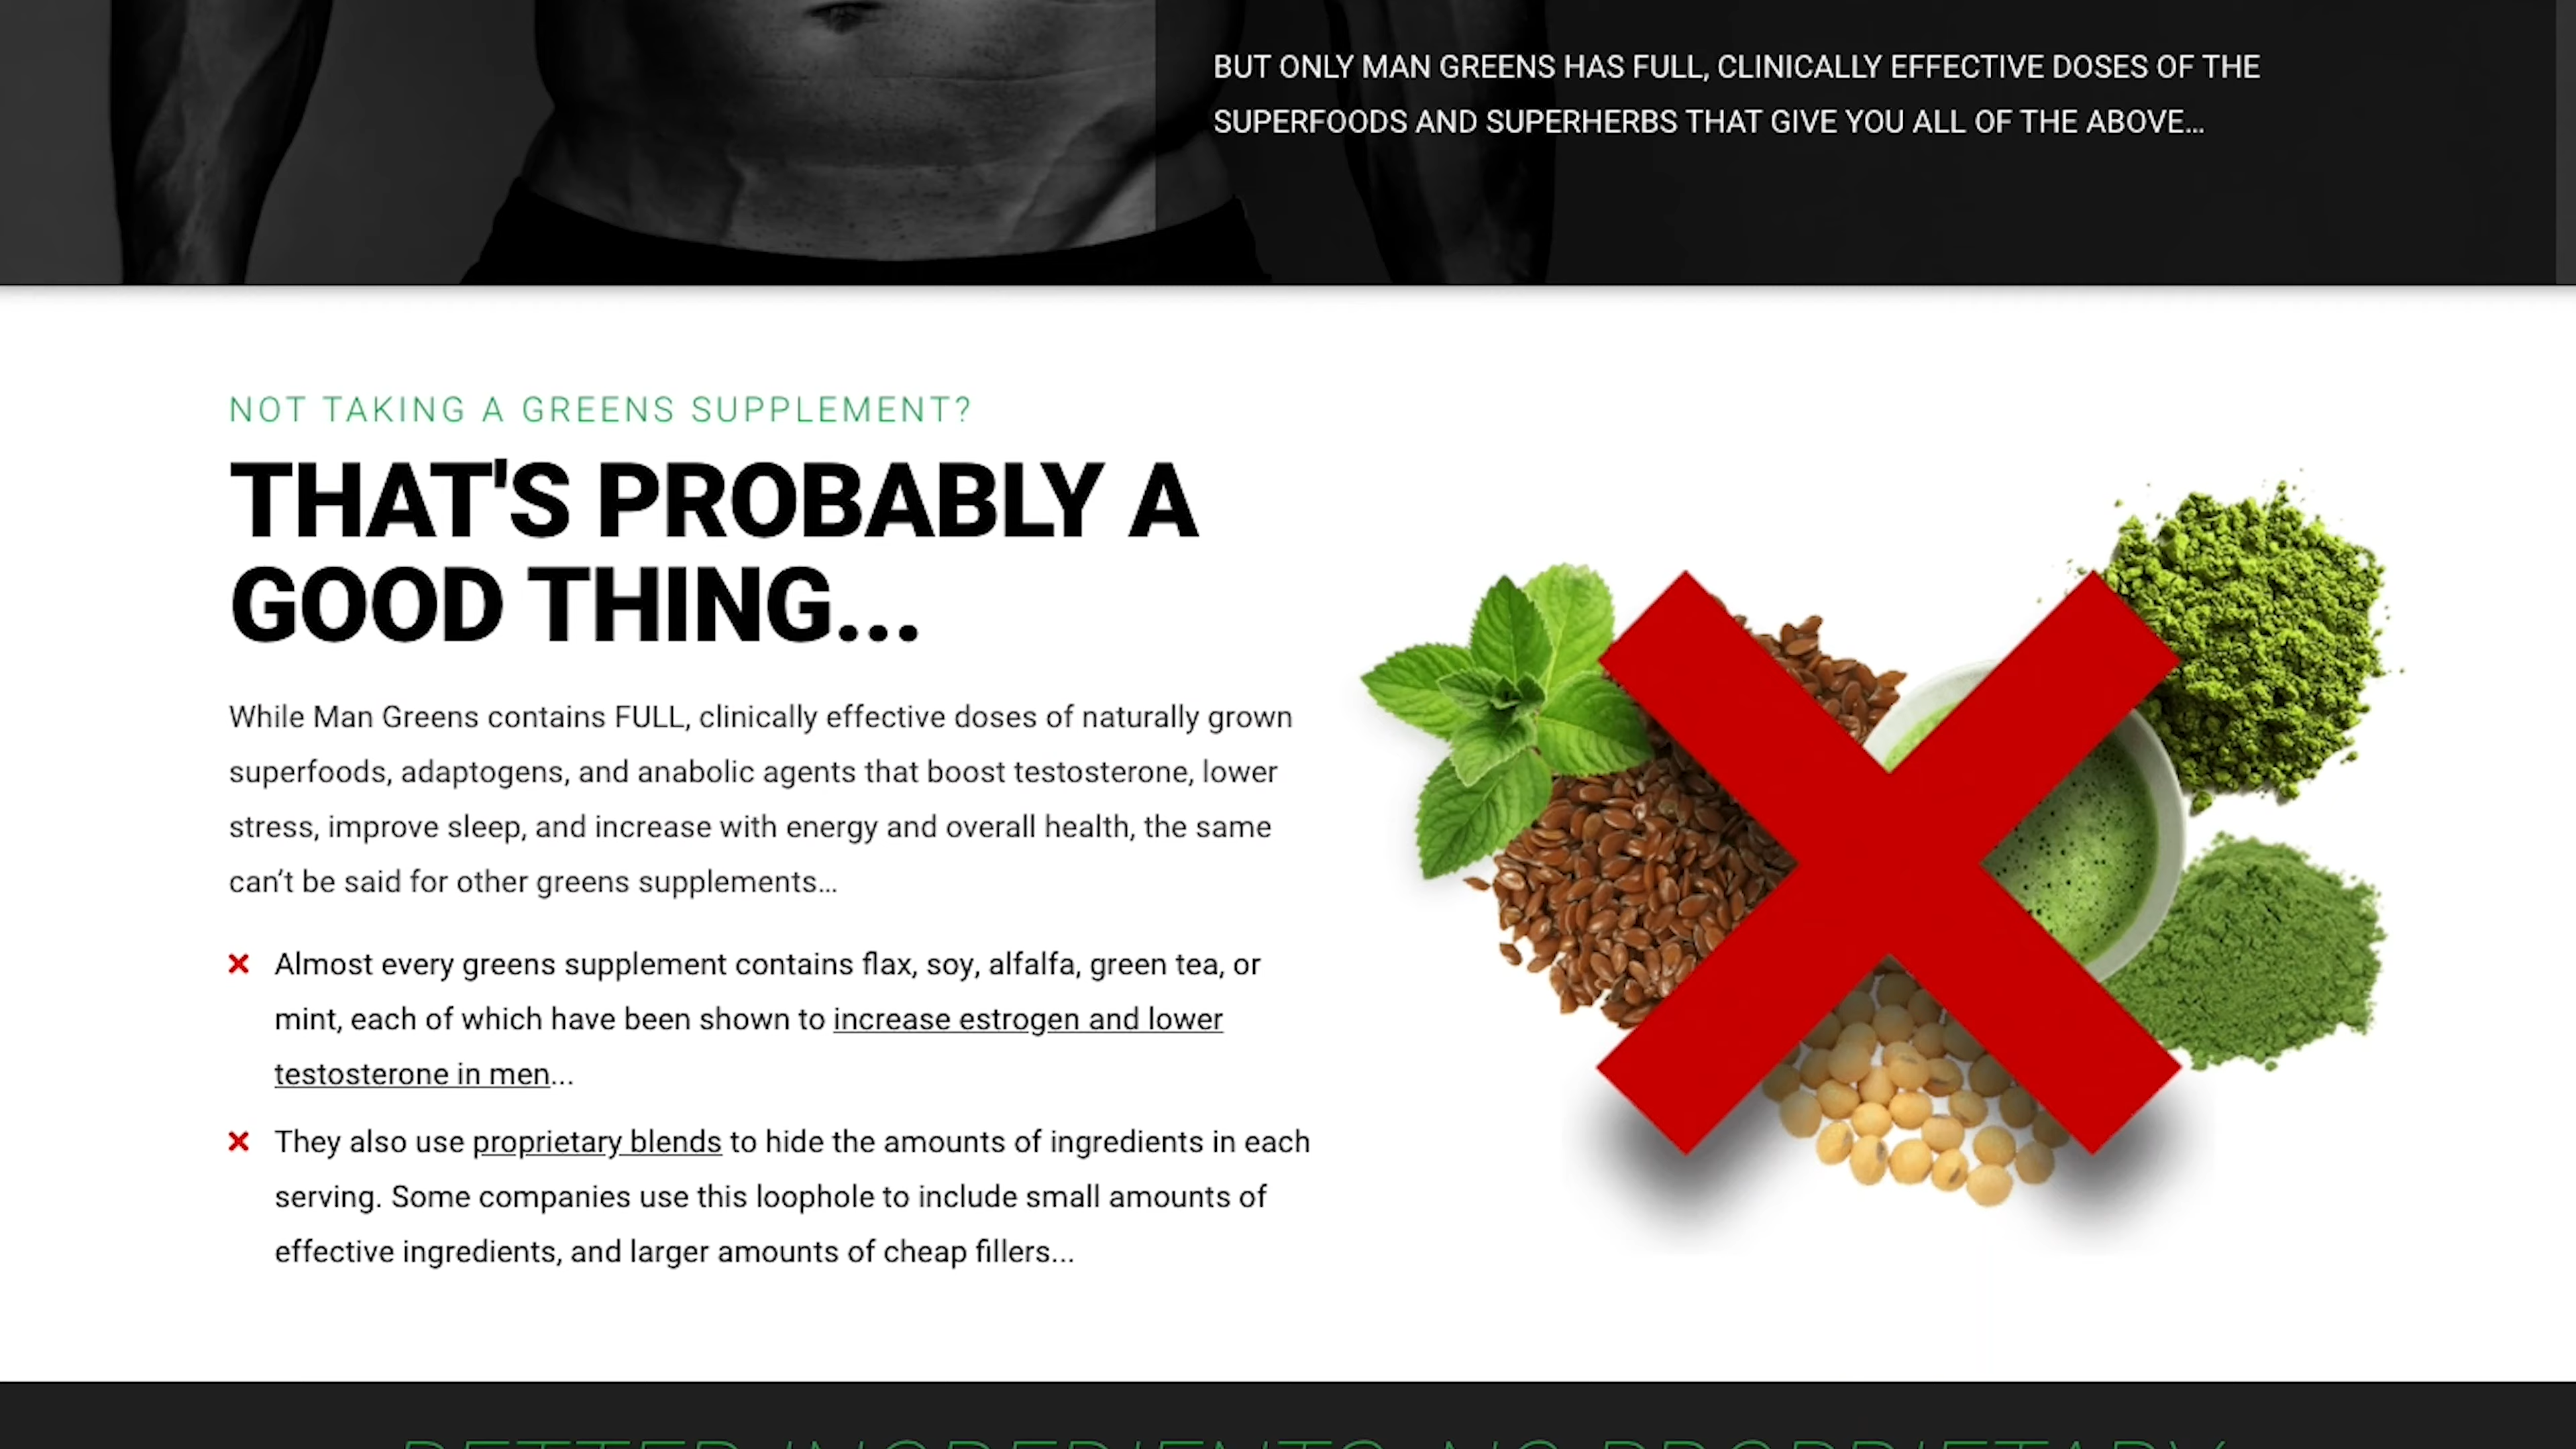 BUT ONLY MAN GREENS HAS FULL, CLINICALLY EFFECTIVE DOSES OF THE
SUPERFOODS AND SUPERHERBS THAT GIVE YOU ALL OF THE ABOVE...
NOT TAKING A GREENS SUPPLEMENT?
THAT'S PROBABLY A
GOOD THING...
While Man Greens contains FULL, clinically effective doses of naturally grown
superfoods, adaptogens, and anabolic agents that boost testosterone, lower
stress, improve sleep, and increase with energy and overall health, the same
can’t be said for other greens supplements...
Almost every greens supplement contains flax, soy, alfalfa, green tea, or
mint, each of which have been shown to increase estrogen and lower
testosterone in men...
They also use proprietary blends to hide the amounts of ingredients in each
serving. Some companies use this loophole to include small amounts of
effective ingredients, and larger amounts of cheap fillers...
BETTER INGREDIENTS, NO PROPRIETARY